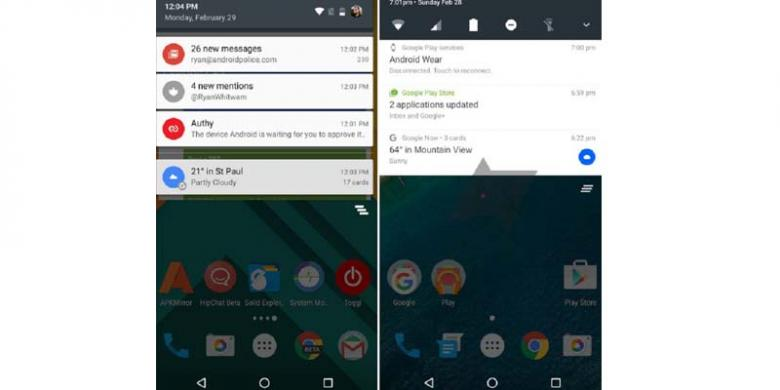 12:04 PM
Monday, February 29
26 new messages 12:03 PM
ryan@androidpolice.com 239
4 new mentions 12:03 PM
@RyanWhitwam
Authy 12:01 PM
The device Android is waiting for you to approve it..
21° in St Paul 12:03 PM
Partly Cloudy 17 cards
APKMirror HipChat Beta Solid Explor.. System Mo.. Toggl
BETA
7:01pm • Sunday Feb 28
Google Play services 7:00 pm
Android Wear
Disconnected. Touch to reconnect.
Google Play Store 6:59 pm
2 applications updated
Inbox and Google+
Google Now • 3 cards 6:22 pm
64° in Mountain View
Sunny
Google Play Play Store